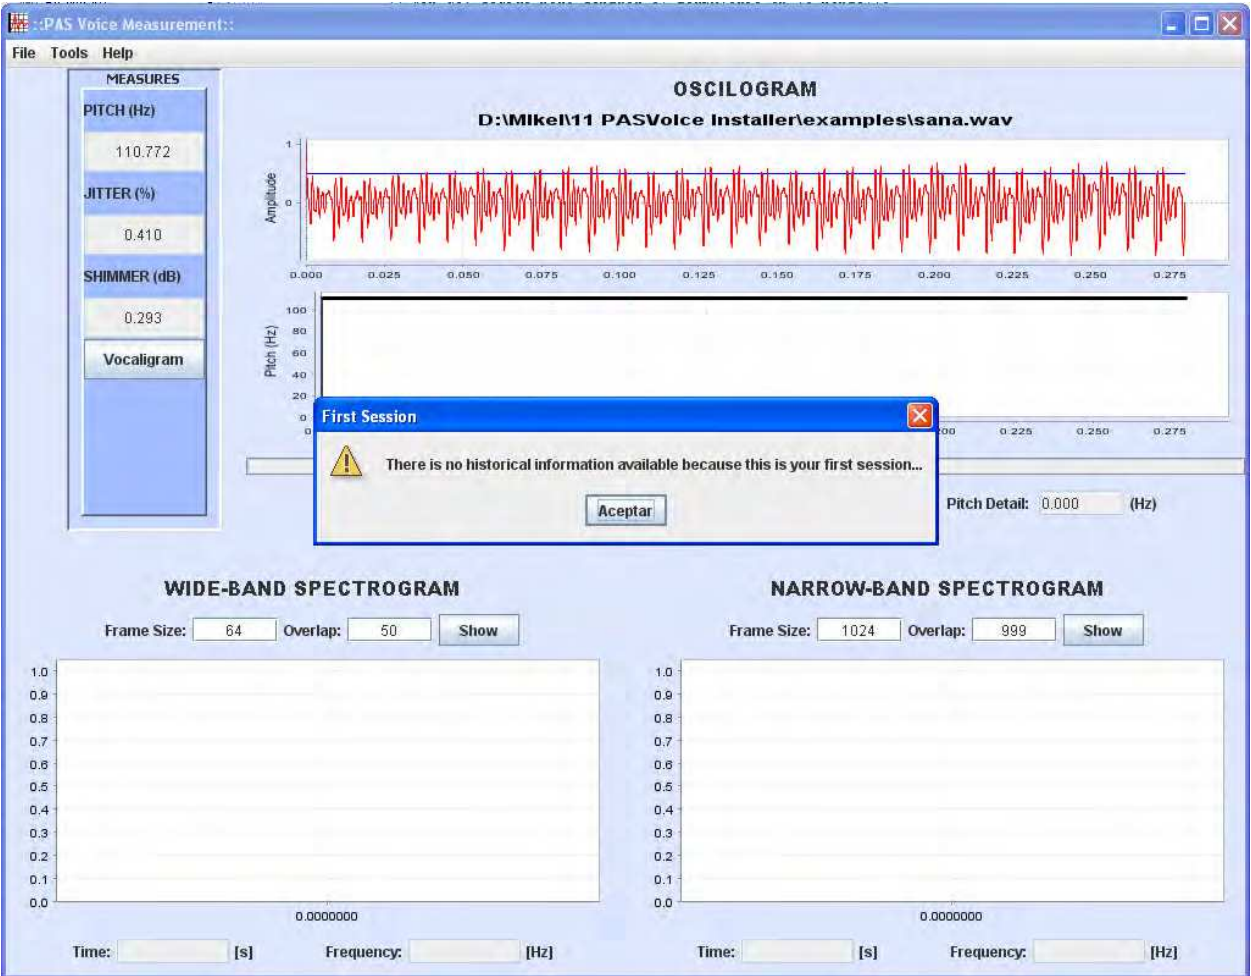 ::PAS Voice Measurement::
File Tools Help
MEASURES
PITCH (Hz)
110.772
JITTER (%)
0.410
SHIMMER (dB)
0.293
Vocaligram
OSCILOGRAM
D:\Mikel\11 PASVoice Installer\examples\sana.wav
1
0
Amplitude
0.000 0.025 0.050 0.075 0.100 0.125 0.150 0.175 0.200 0.225 0.250 0.275
Pitch (Hz)
100
80
60
40
20
0
0.225 0.250 0.275
First Session
There is no historical information available because this is your first session...
Aceptar
Pitch Detail: 0.000 (Hz)
WIDE-BAND SPECTROGRAM
Frame Size: 64 Overlap: 50 Show
1.0
0.9
0.8
0.7
0.6
0.5
0.4
0.3
0.2
0.1
0.0
0.0000000
Time: [s] Frequency: [Hz]
NARROW-BAND SPECTROGRAM
Frame Size: 1024 Overlap: 999 Show
1.0
0.9
0.8
0.7
0.6
0.5
0.4
0.3
0.2
0.1
0.0
0.0000000
Time: [s] Frequency: [Hz]